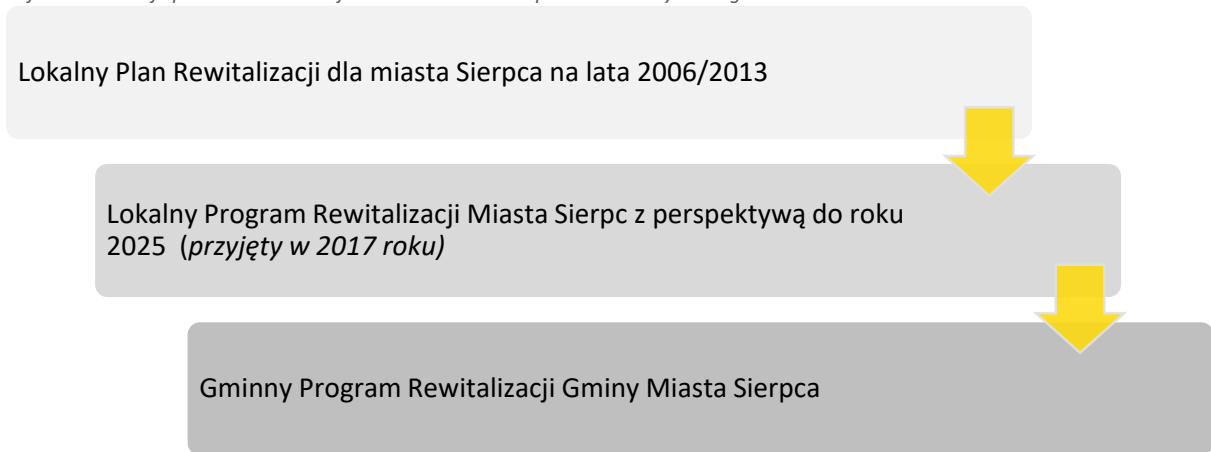 Lokalny Plan Rewitalizacji dla miasta Sierpca na lata 2006/2013
Lokalny Program Rewitalizacji Miasta Sierpc z perspektywą do roku
2025 (przyjęty w 2017 roku)
Gminny Program Rewitalizacji Gminy Miasta Sierpca